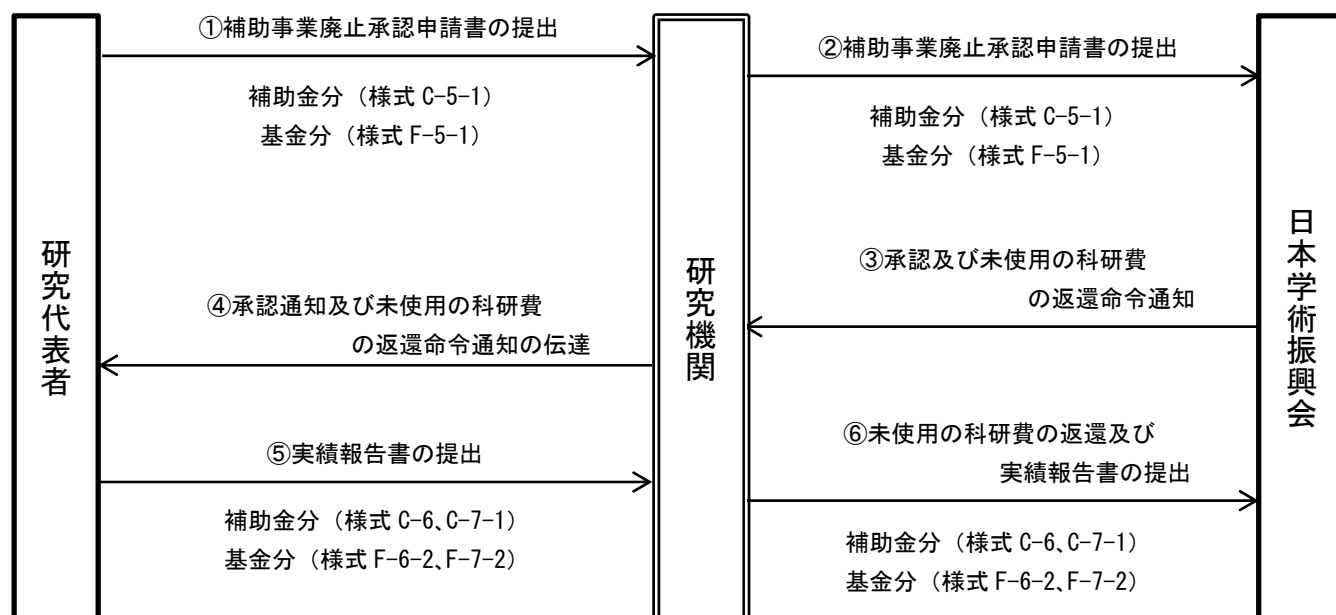 ①補助事業廃止承認申請書の提出
補助金分（様式 C-5-1）
基金分（様式 F-5-1）
②補助事業廃止承認申請書の提出
補助金分（様式 C-5-1）
基金分（様式 F-5-1）
研究代表者
研究機関
日本学術振興会
③承認及び未使用の科研費
の返還命令通知
④承認通知及び未使用の科研費
の返還命令通知の伝達
⑤実績報告書の提出
補助金分（様式 C-6、C-7-1）
基金分（様式 F-6-2、F-7-2）
⑥未使用の科研費の返還及び
実績報告書の提出
補助金分（様式 C-6、C-7-1）
基金分（様式 F-6-2、F-7-2）